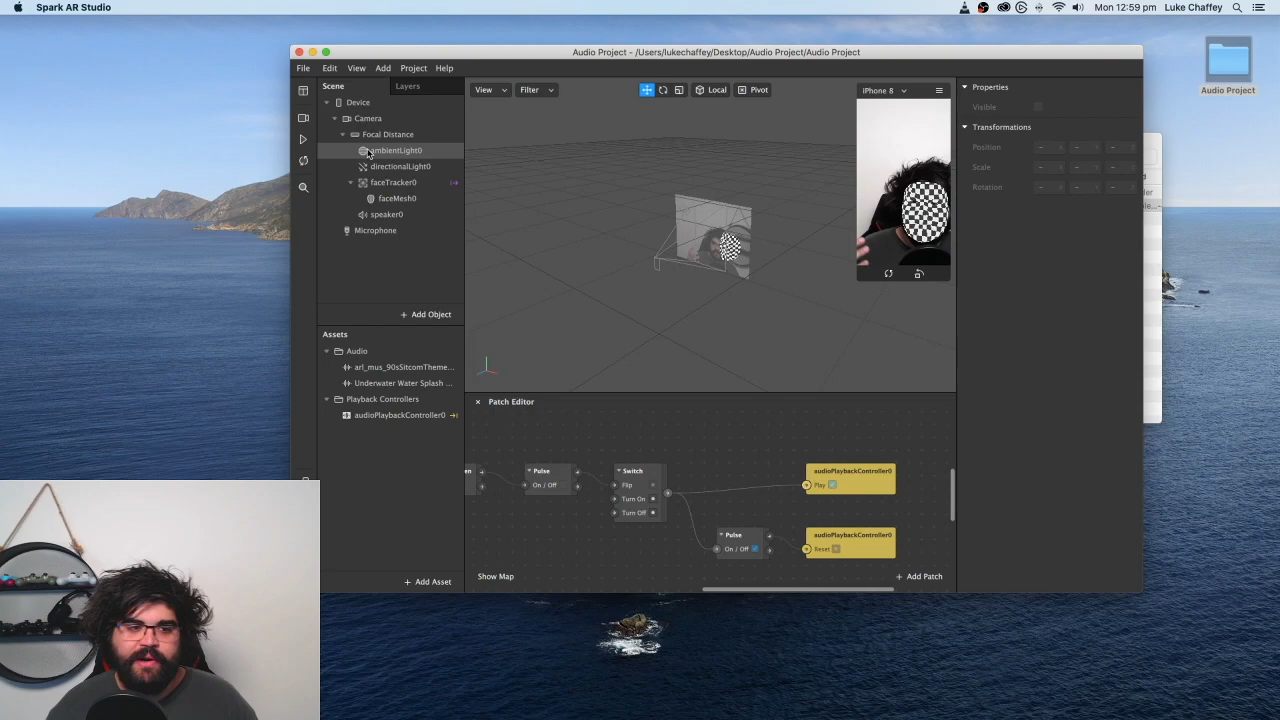 Spark AR Studio
Mon 12:59 pm
Luke Chaffey
Audio Project - /Users/lukechaffey/Desktop/Audio Project/Audio Project
Audio Project
File Edit View Add Project Help
Scene
Layers
Device
Camera
Focal Distance
ambientLight0
directionalLight0
faceTracker0
faceMesh0
speaker0
Microphone
+ Add Object
Assets
Audio
arl_mus_90sSitcomTheme...
Underwater Water Splash ...
Playback Controllers
audioPlaybackController0
+ Add Asset
View
Filter
Local
Pivot
iPhone 8
Properties
Visible
Transformations
Position
Scale
Rotation
Patch Editor
Pulse
On / Off
Switch
Flip
Turn On
Turn Off
audioPlaybackController0
Play
Pulse
On / Off
audioPlaybackController0
Reset
Show Map
+ Add Patch